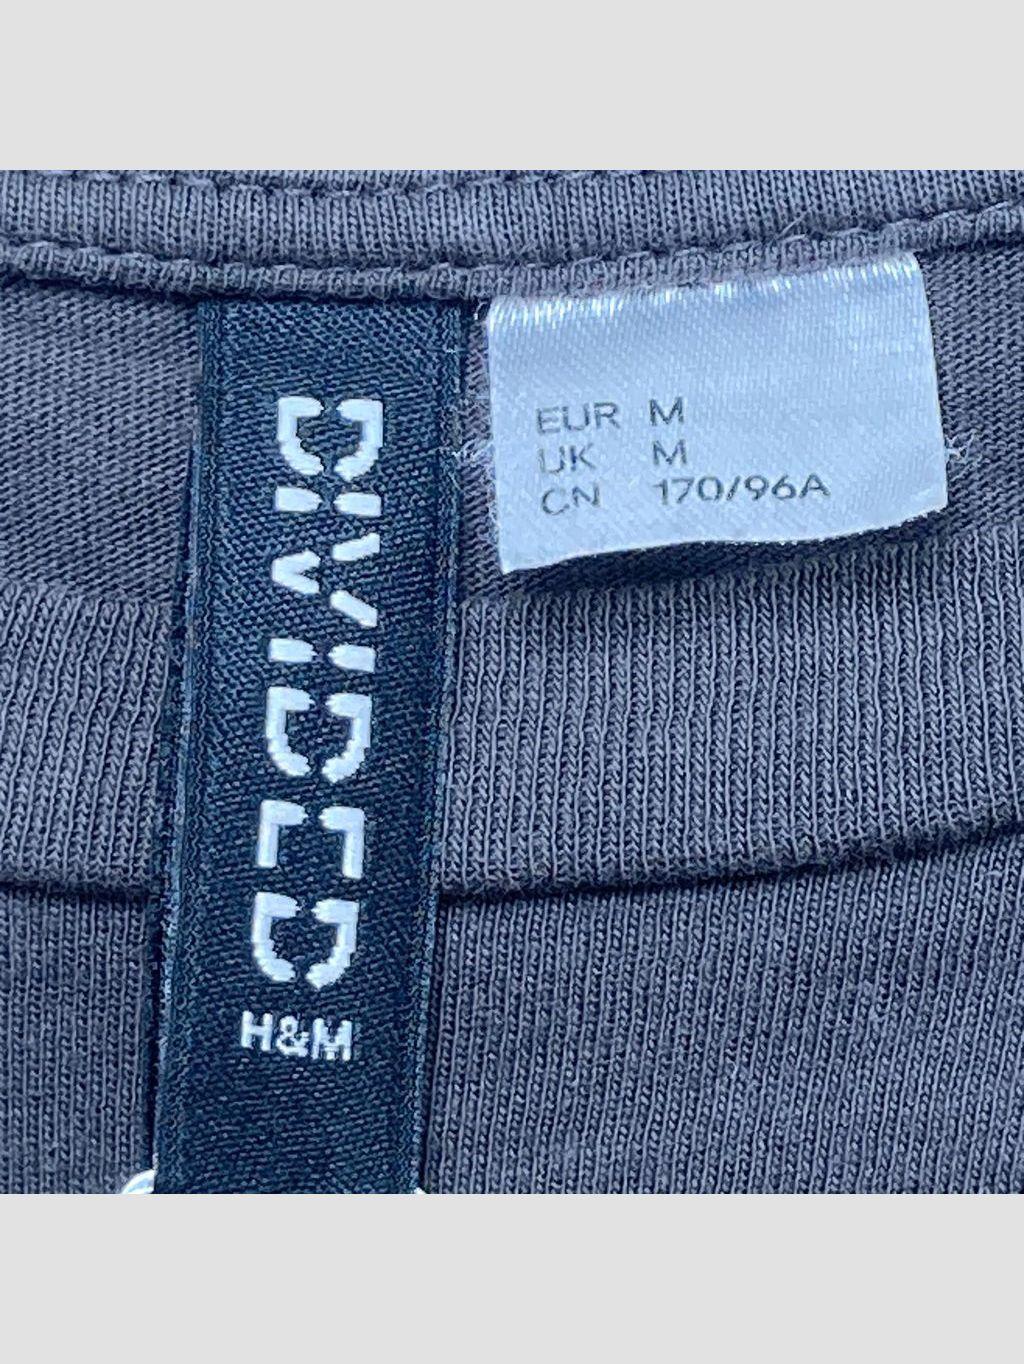 DIVIDED
H&M
EUR M
UK M
CN 170/96A